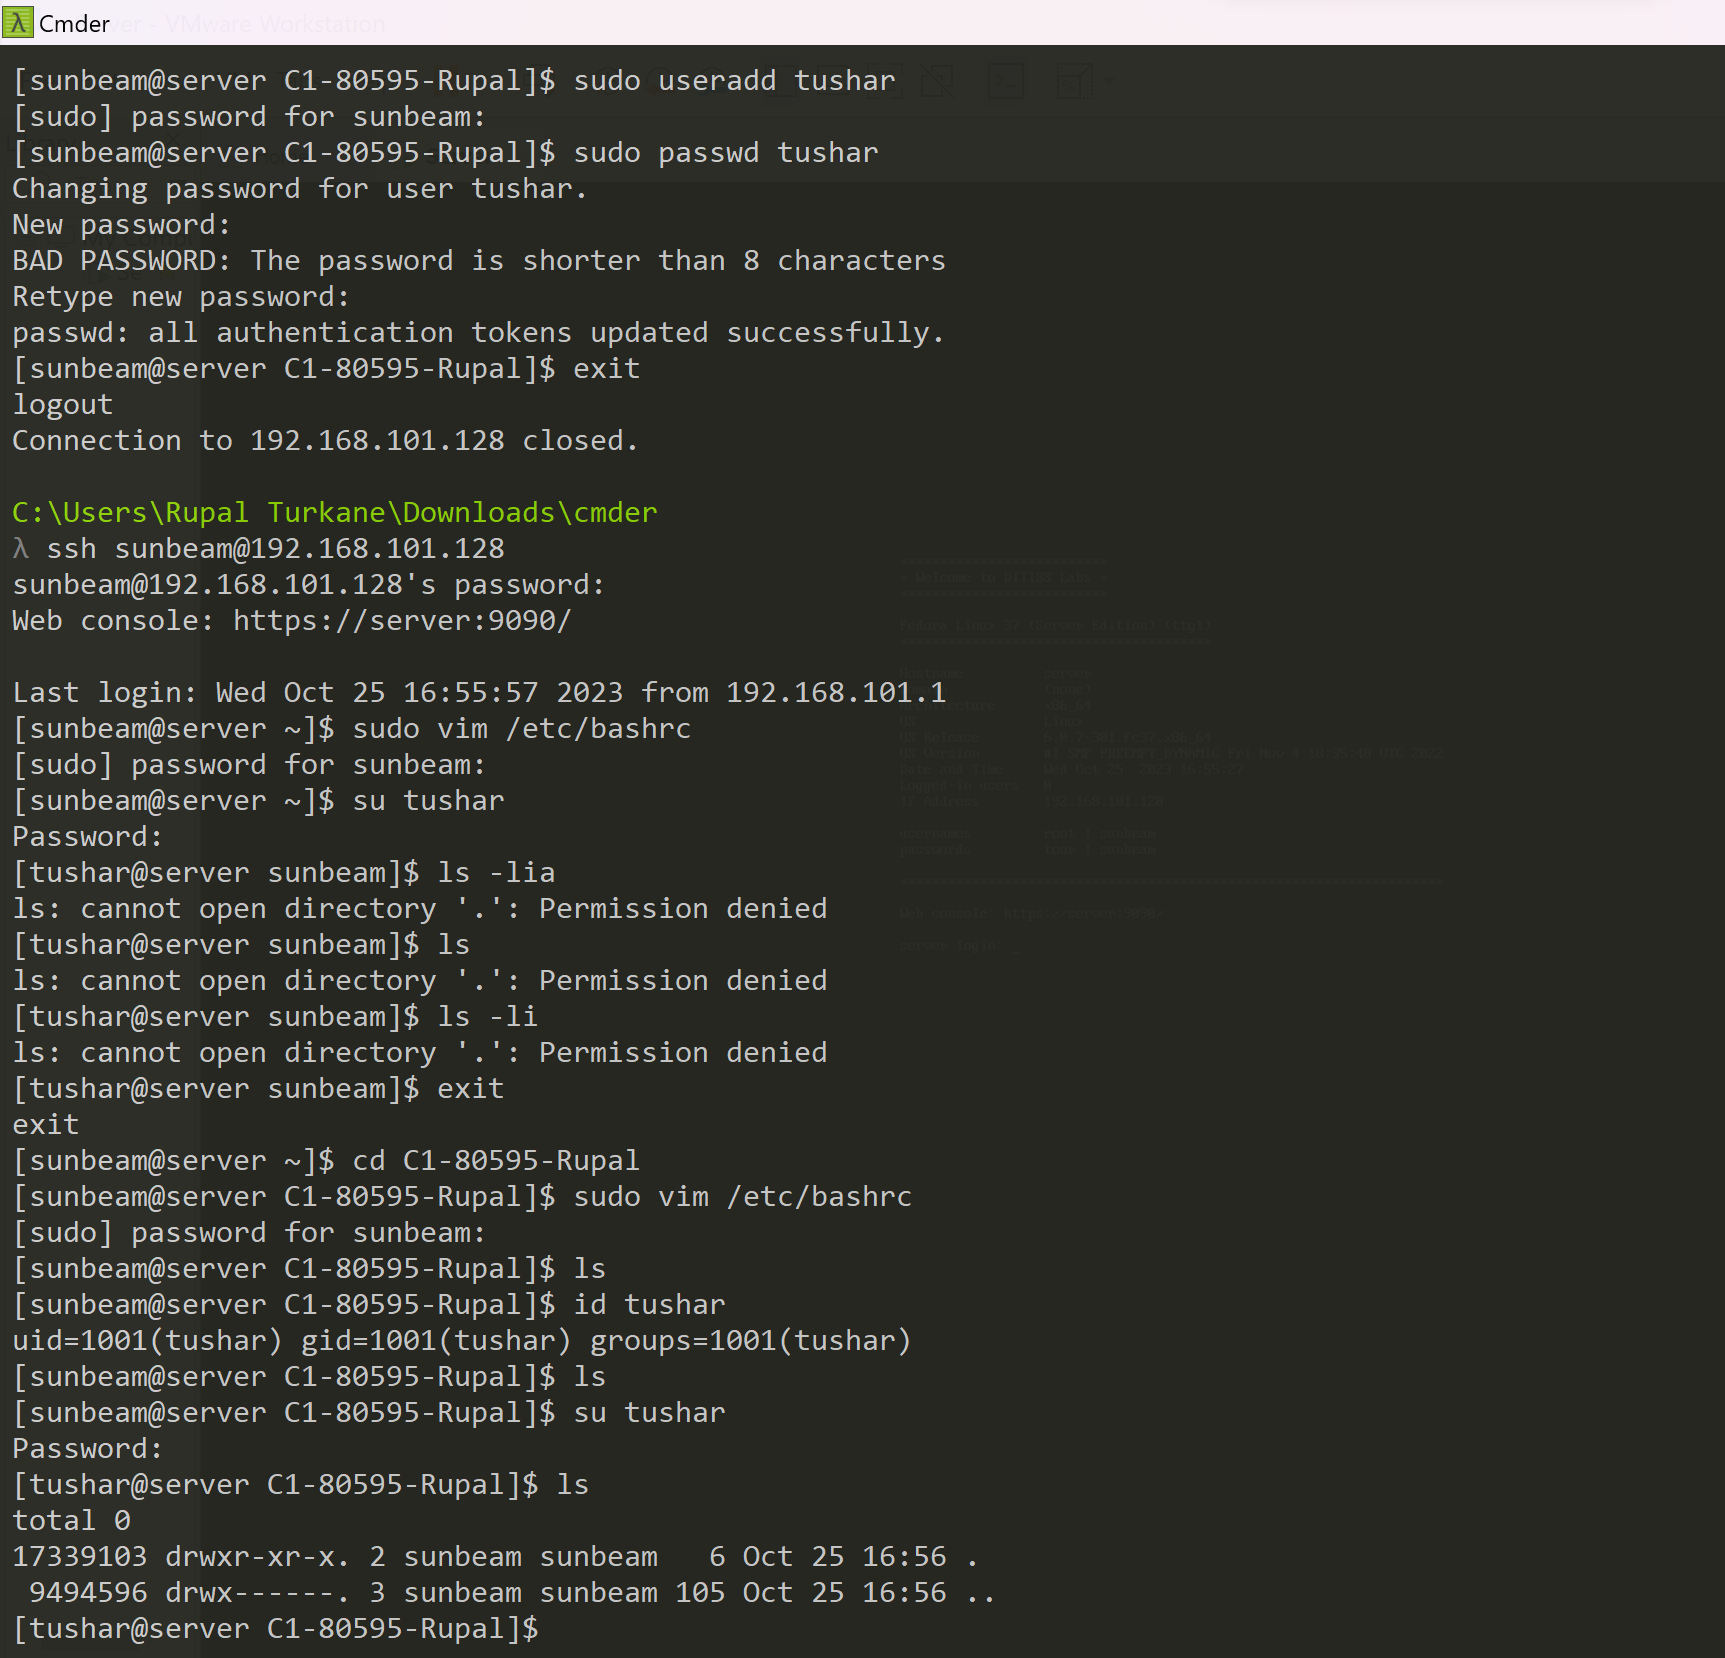 Cmder
[sunbeam@server C1-80595-Rupal]$ sudo useradd tushar
[sudo] password for sunbeam:
[sunbeam@server C1-80595-Rupal]$ sudo passwd tushar
Changing password for user tushar.
New password:
BAD PASSWORD: The password is shorter than 8 characters
Retype new password:
passwd: all authentication tokens updated successfully.
[sunbeam@server C1-80595-Rupal]$ exit
logout
Connection to 192.168.101.128 closed.
C:\Users\Rupal Turkane\Downloads\cmder
λ ssh sunbeam@192.168.101.128
sunbeam@192.168.101.128's password:
Web console: https://server:9090/
Last login: Wed Oct 25 16:55:57 2023 from 192.168.101.1
[sunbeam@server ~]$ sudo vim /etc/bashrc
[sudo] password for sunbeam:
[sunbeam@server ~]$ su tushar
Password:
[tushar@server sunbeam]$ ls -lia
ls: cannot open directory '.': Permission denied
[tushar@server sunbeam]$ ls
ls: cannot open directory '.': Permission denied
[tushar@server sunbeam]$ ls -li
ls: cannot open directory '.': Permission denied
[tushar@server sunbeam]$ exit
exit
[sunbeam@server ~]$ cd C1-80595-Rupal
[sunbeam@server C1-80595-Rupal]$ sudo vim /etc/bashrc
[sudo] password for sunbeam:
[sunbeam@server C1-80595-Rupal]$ ls
[sunbeam@server C1-80595-Rupal]$ id tushar
uid=1001(tushar) gid=1001(tushar) groups=1001(tushar)
[sunbeam@server C1-80595-Rupal]$ ls
[sunbeam@server C1-80595-Rupal]$ su tushar
Password:
[tushar@server C1-80595-Rupal]$ ls
total 0
17339103 drwxr-xr-x. 2 sunbeam sunbeam   6 Oct 25 16:56 .
 9494596 drwx------. 3 sunbeam sunbeam 105 Oct 25 16:56 ..
[tushar@server C1-80595-Rupal]$